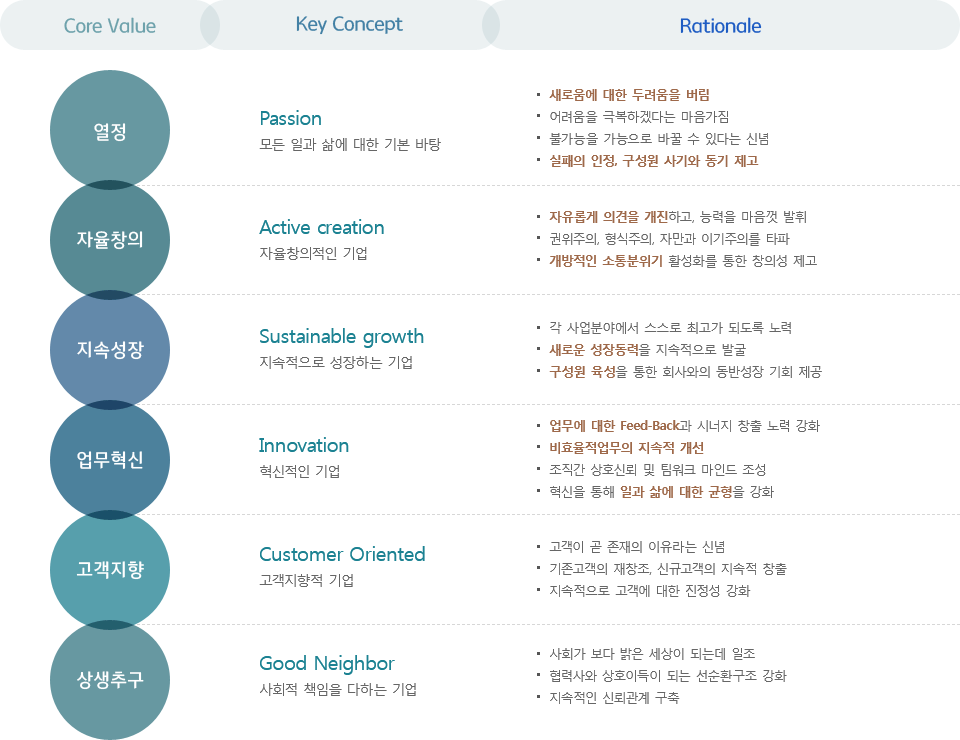 Core Value
Key Concept
Rationale
열정
Passion
모든 일과 삶에 대한 기본 바탕
• 새로움에 대한 두려움을 버림
• 어려움을 극복하겠다는 마음가짐
• 불가능을 가능으로 바꿀 수 있다는 신념
• 실패의 인정, 구성원 사기와 동기 제고
자율창의
Active creation
자율창의적인 기업
• 자유롭게 의견을 개진하고, 능력을 마음껏 발휘
• 권위주의, 형식주의, 자만과 이기주의를 타파
• 개방적인 소통분위기 활성화를 통한 창의성 제고
지속성장
Sustainable growth
지속적으로 성장하는 기업
• 각 사업분야에서 스스로 최고가 되도록 노력
• 새로운 성장동력을 지속적으로 발굴
• 구성원 육성을 통한 회사와의 동반성장 기회 제공
업무혁신
Innovation
혁신적인 기업
• 업무에 대한 Feed-Back과 시너지 창출 노력 강화
• 비효율적업무의 지속적 개선
• 조직간 상호신뢰 및 팀워크 마인드 조성
• 혁신을 통해 일과 삶에 대한 균형을 강화
고객지향
Customer Oriented
고객지향적 기업
• 고객이 곧 존재의 이유라는 신념
• 기존고객의 재창조, 신규고객의 지속적 창출
• 지속적으로 고객에 대한 진정성 강화
상생추구
Good Neighbor
사회적 책임을 다하는 기업
• 사회가 보다 밝은 세상이 되는데 일조
• 협력사와 상호이득이 되는 선순환구조 강화
• 지속적인 신뢰관계 구축